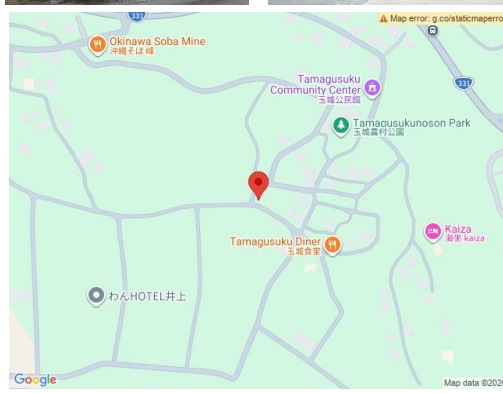 331
Map error: g.co/staticmaperro
Okinawa Soba Mine
沖縄そば 峰
331
Tamagusuku
Community Center
玉城公民館
Tamagusukunoson Park
玉城農村公園
Kaiza
海坐 kaiza
Tamagusuku Diner
玉城食堂
わんHOTEL井上
Google
Map data ©2026